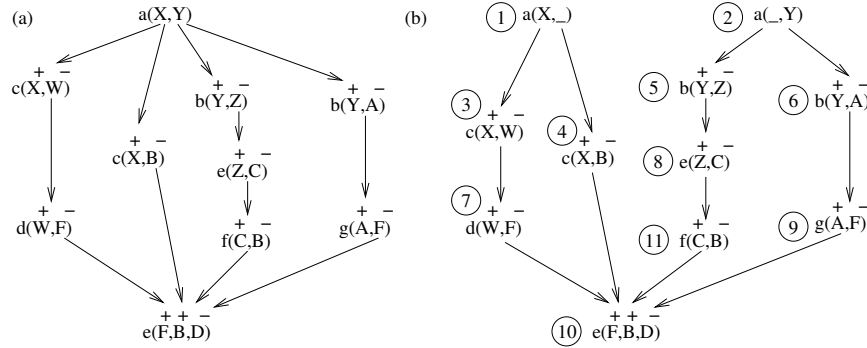 (a) a(X,Y) (b) 1 a(X,_) 2 a(_,Y)
+ − + − + −
c(X,W) b(Y,Z) 5 b(Y,Z) + −
+ − b(Y,A) 3 + − 6 b(Y,A)
+ − + − c(X,W) 4 + − + −
c(X,B) e(Z,C) c(X,B) 8 e(Z,C)
+ − + − + − 7 + − + − + −
d(W,F) f(C,B) g(A,F) d(W,F) 11 f(C,B) 9 g(A,F)
+ + − + + −
e(F,B,D) 10 e(F,B,D)